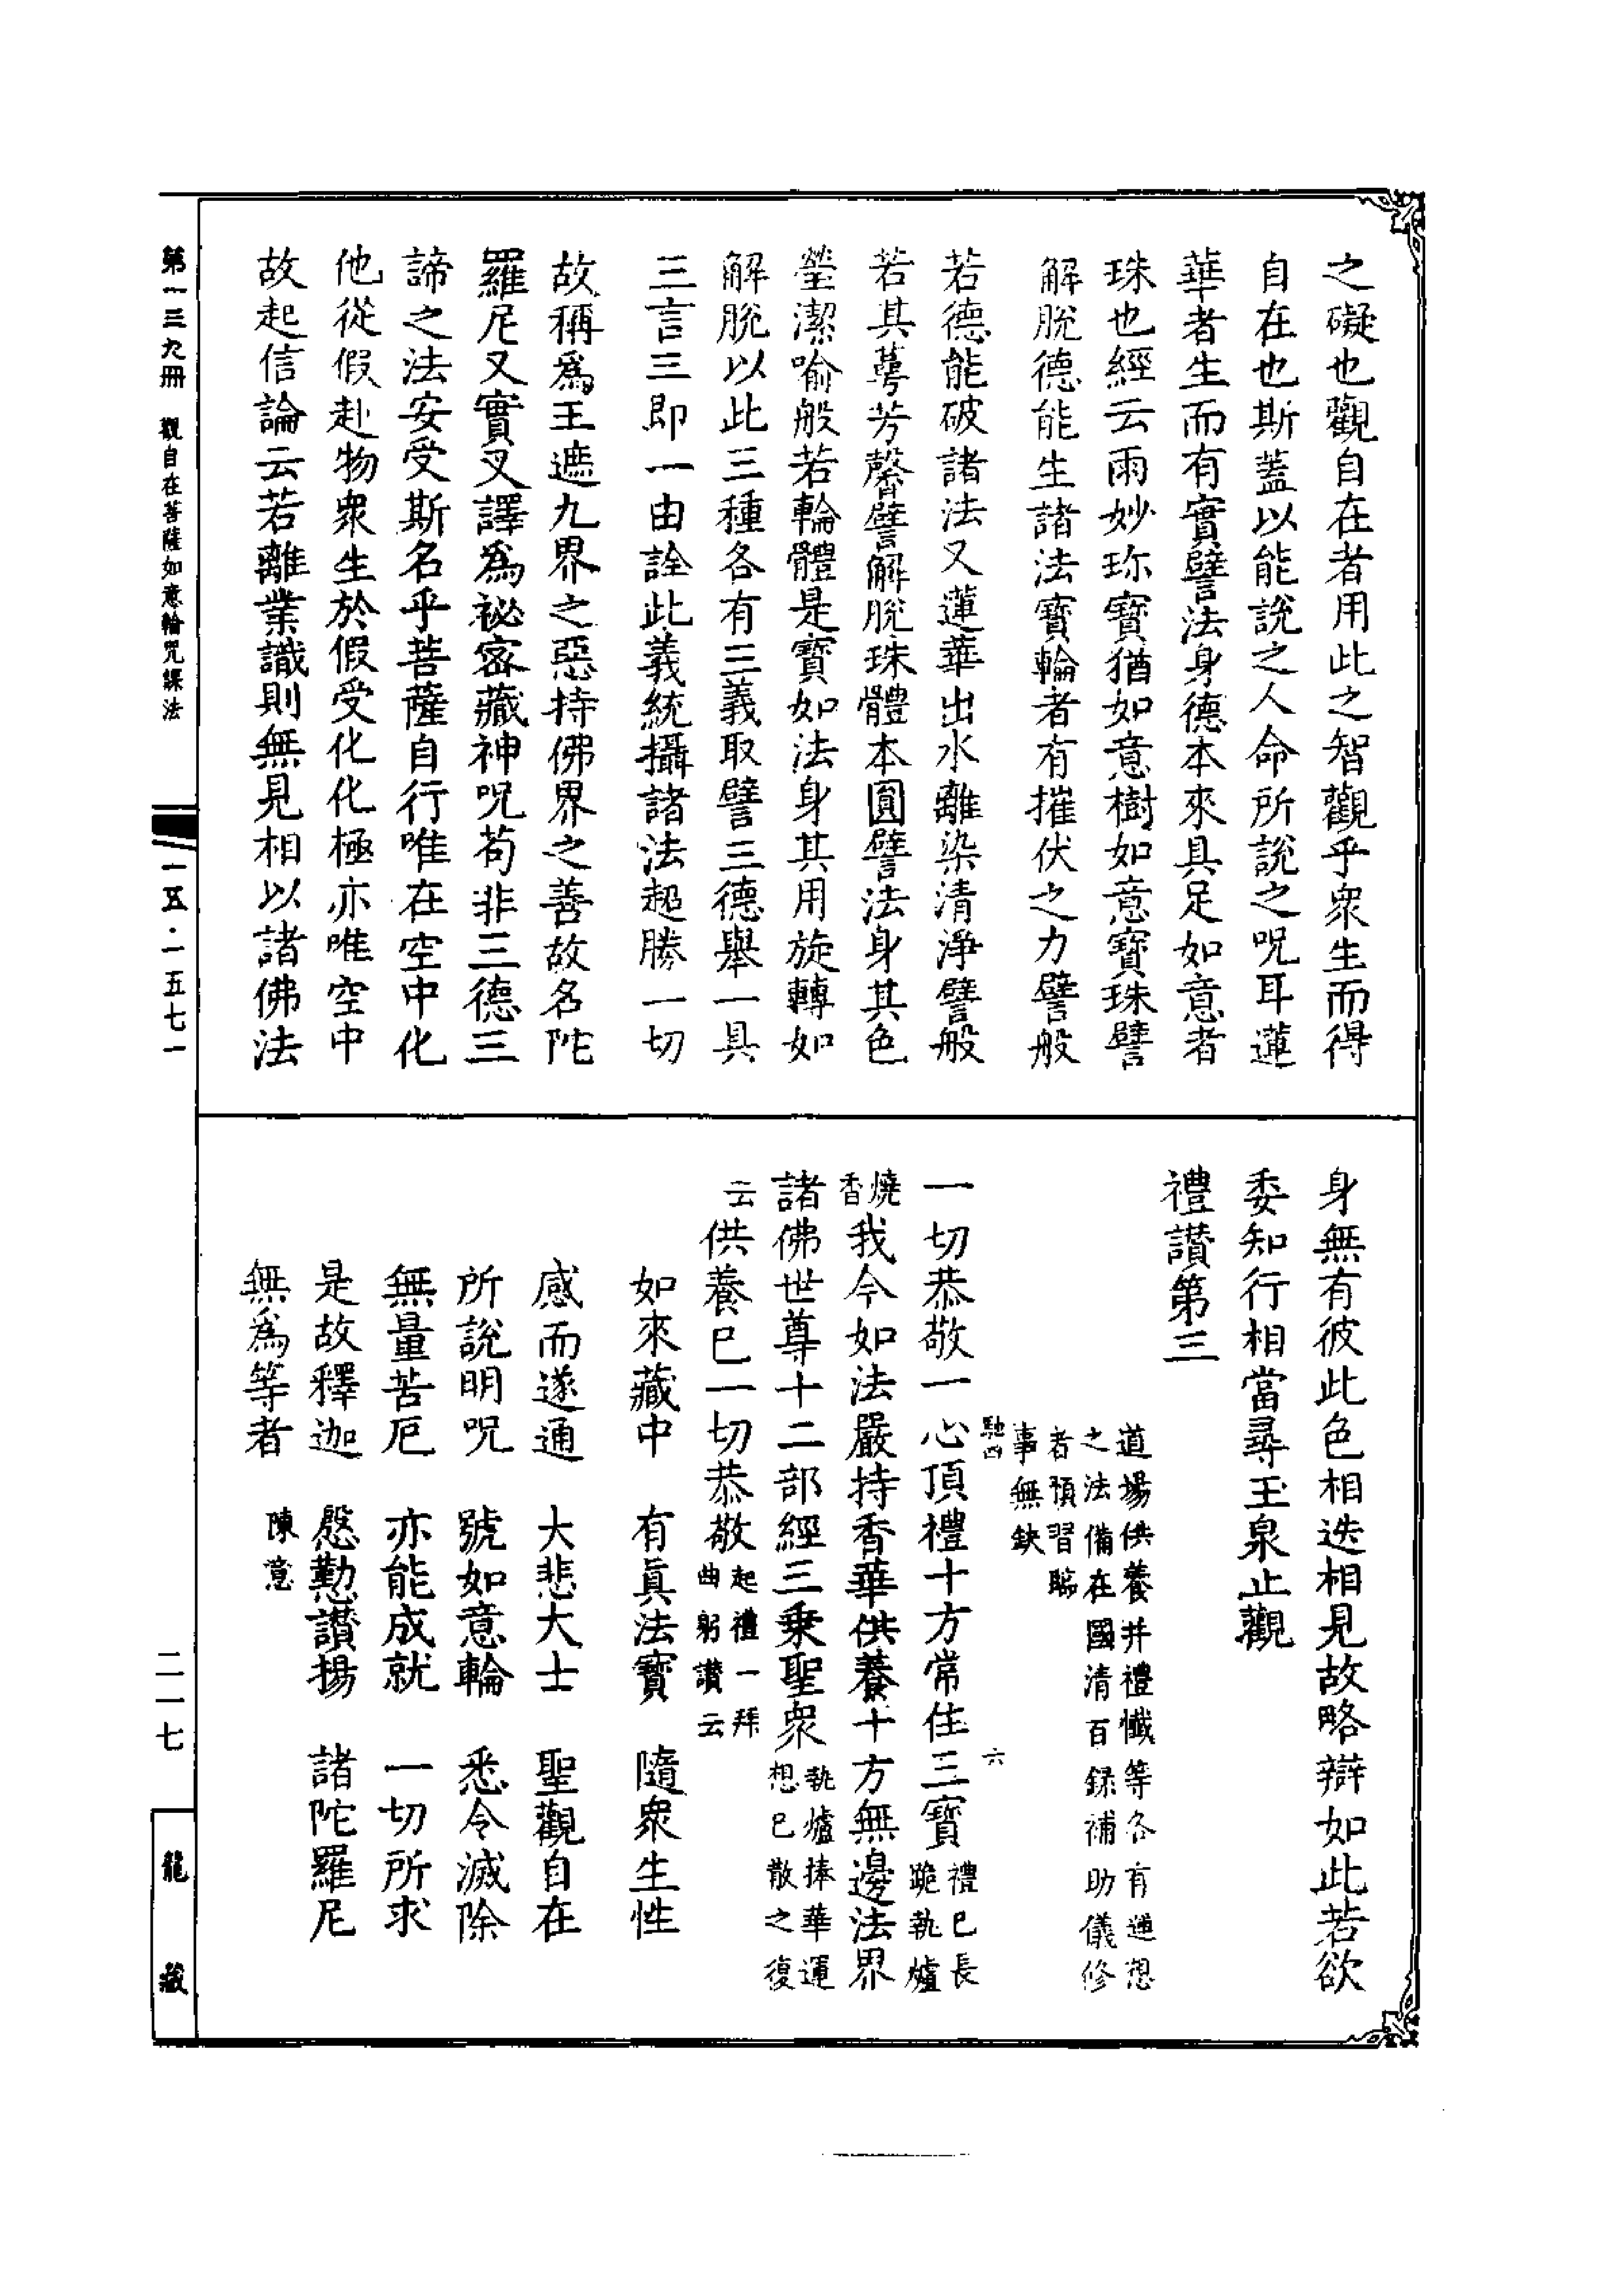 之礙也觀自在者用此之智觀乎衆生而得
自在也斯蓋以能說之人命所說之呪耳蓮
華者生而有實譬法身德本來具足如意者
珠也經云雨妙珎寶猶如意樹如意寶珠譬
解脫德能生諸法寶輪者有摧伏之力譬般
若德能破諸法又蓮華出水離染清淨譬般
若其萼芳馨譬解脫珠體本圓譬法身其色
瑩潔喻般若輪體是寶如法身其用旋轉如
解脫以此三種各有三義取譬三德舉一具
三言三即一由詮此義統攝諸法超勝一切
故稱爲王遮九界之惡持佛界之善故名陀
羅尼又實叉譯爲祕密藏神呪苟非三德三
諦之法安受斯名乎菩薩自行唯在空中化
他從假赴物衆生於假受化化極亦唯空中
故起信論云若離業識則無見相以諸佛法
身無有彼此色相迭相見故略辯如此若欲
委知行相當尋玉泉止觀
禮讚第三
道場供養并禮懺等各有運想
之法備在國清百録補助儀修
者預習臨
事無缺
馳四
六
一切恭敬一心頂禮十方常住三寶禮巳長跪執爐
燒香我今如法嚴持香華供養十方無邊法界
諸佛世尊十二部經三乗聖衆執爐捧華運想巳散之復
云供養巳一切恭敬起禮一拜曲躬讚云
如來藏中 有眞法寶 隨衆生性
感而遂通 大悲大士 聖觀自在
所說明呪 號如意輪 悉令滅除
無量苦厄 亦能成就 一切所求
是故釋迦 慇懃讚揚 諸陀羅尼
無爲等者 陳意
第一三九冊 觀自在菩薩如意輪咒課法
一五·一五七一
二一七
龍藏